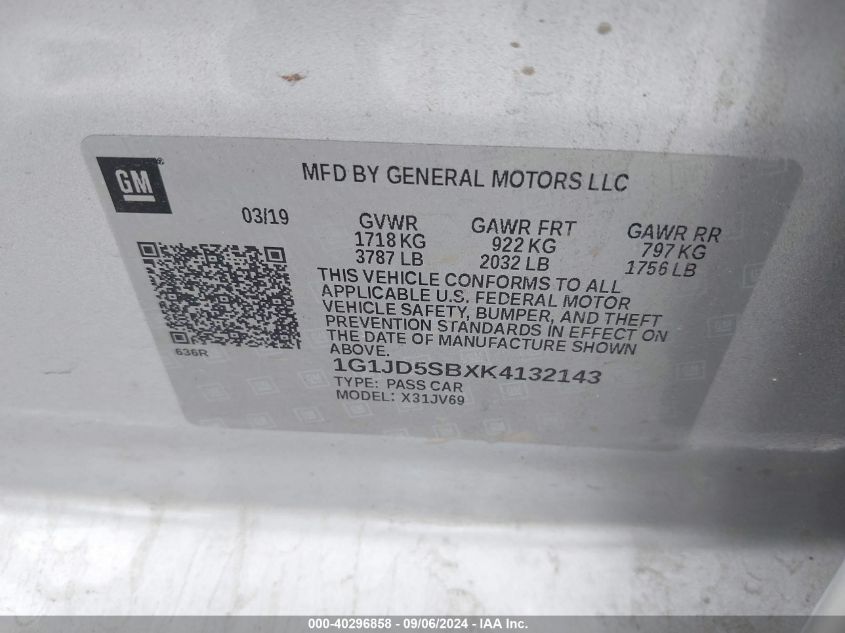 GM®
MFD BY GENERAL MOTORS LLC
03/19
GVWR
1718 KG
3787 LB
GAWR FRT
922 KG
2032 LB
GAWR RR
797 KG
1756 LB
THIS VEHICLE CONFORMS TO ALL
APPLICABLE U.S. FEDERAL MOTOR
VEHICLE SAFETY, BUMPER, AND THEFT
PREVENTION STANDARDS IN EFFECT ON
THE DATE OF MANUFACTURE SHOWN
ABOVE.
636R
1G1JD5SBXK4132143
TYPE: PASS CAR
MODEL: X31JV69
000-40296858 - 09/06/2024 - IAA Inc.